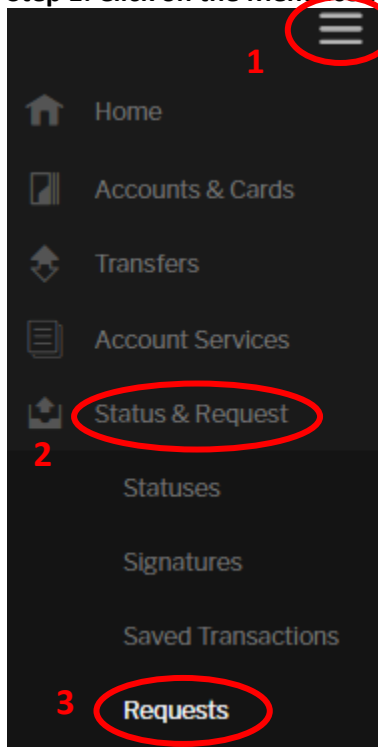 1
Home
Accounts & Cards
Transfers
Account Services
Status & Request
2
Statuses
Signatures
Saved Transactions
3 Requests